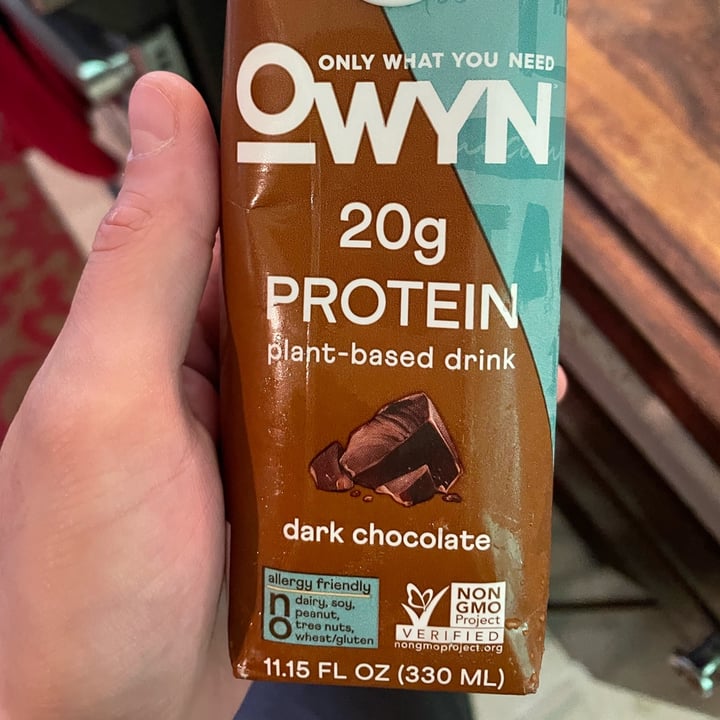 ONLY WHAT YOU NEED
OWYN
20g
PROTEIN
plant-based drink
dark chocolate
allergy friendly
no
dairy, soy,
peanut,
tree nuts,
wheat/gluten
NON
GMO
Project
VERIFIED
nongmoproject.org
11.15 FL OZ (330 ML)